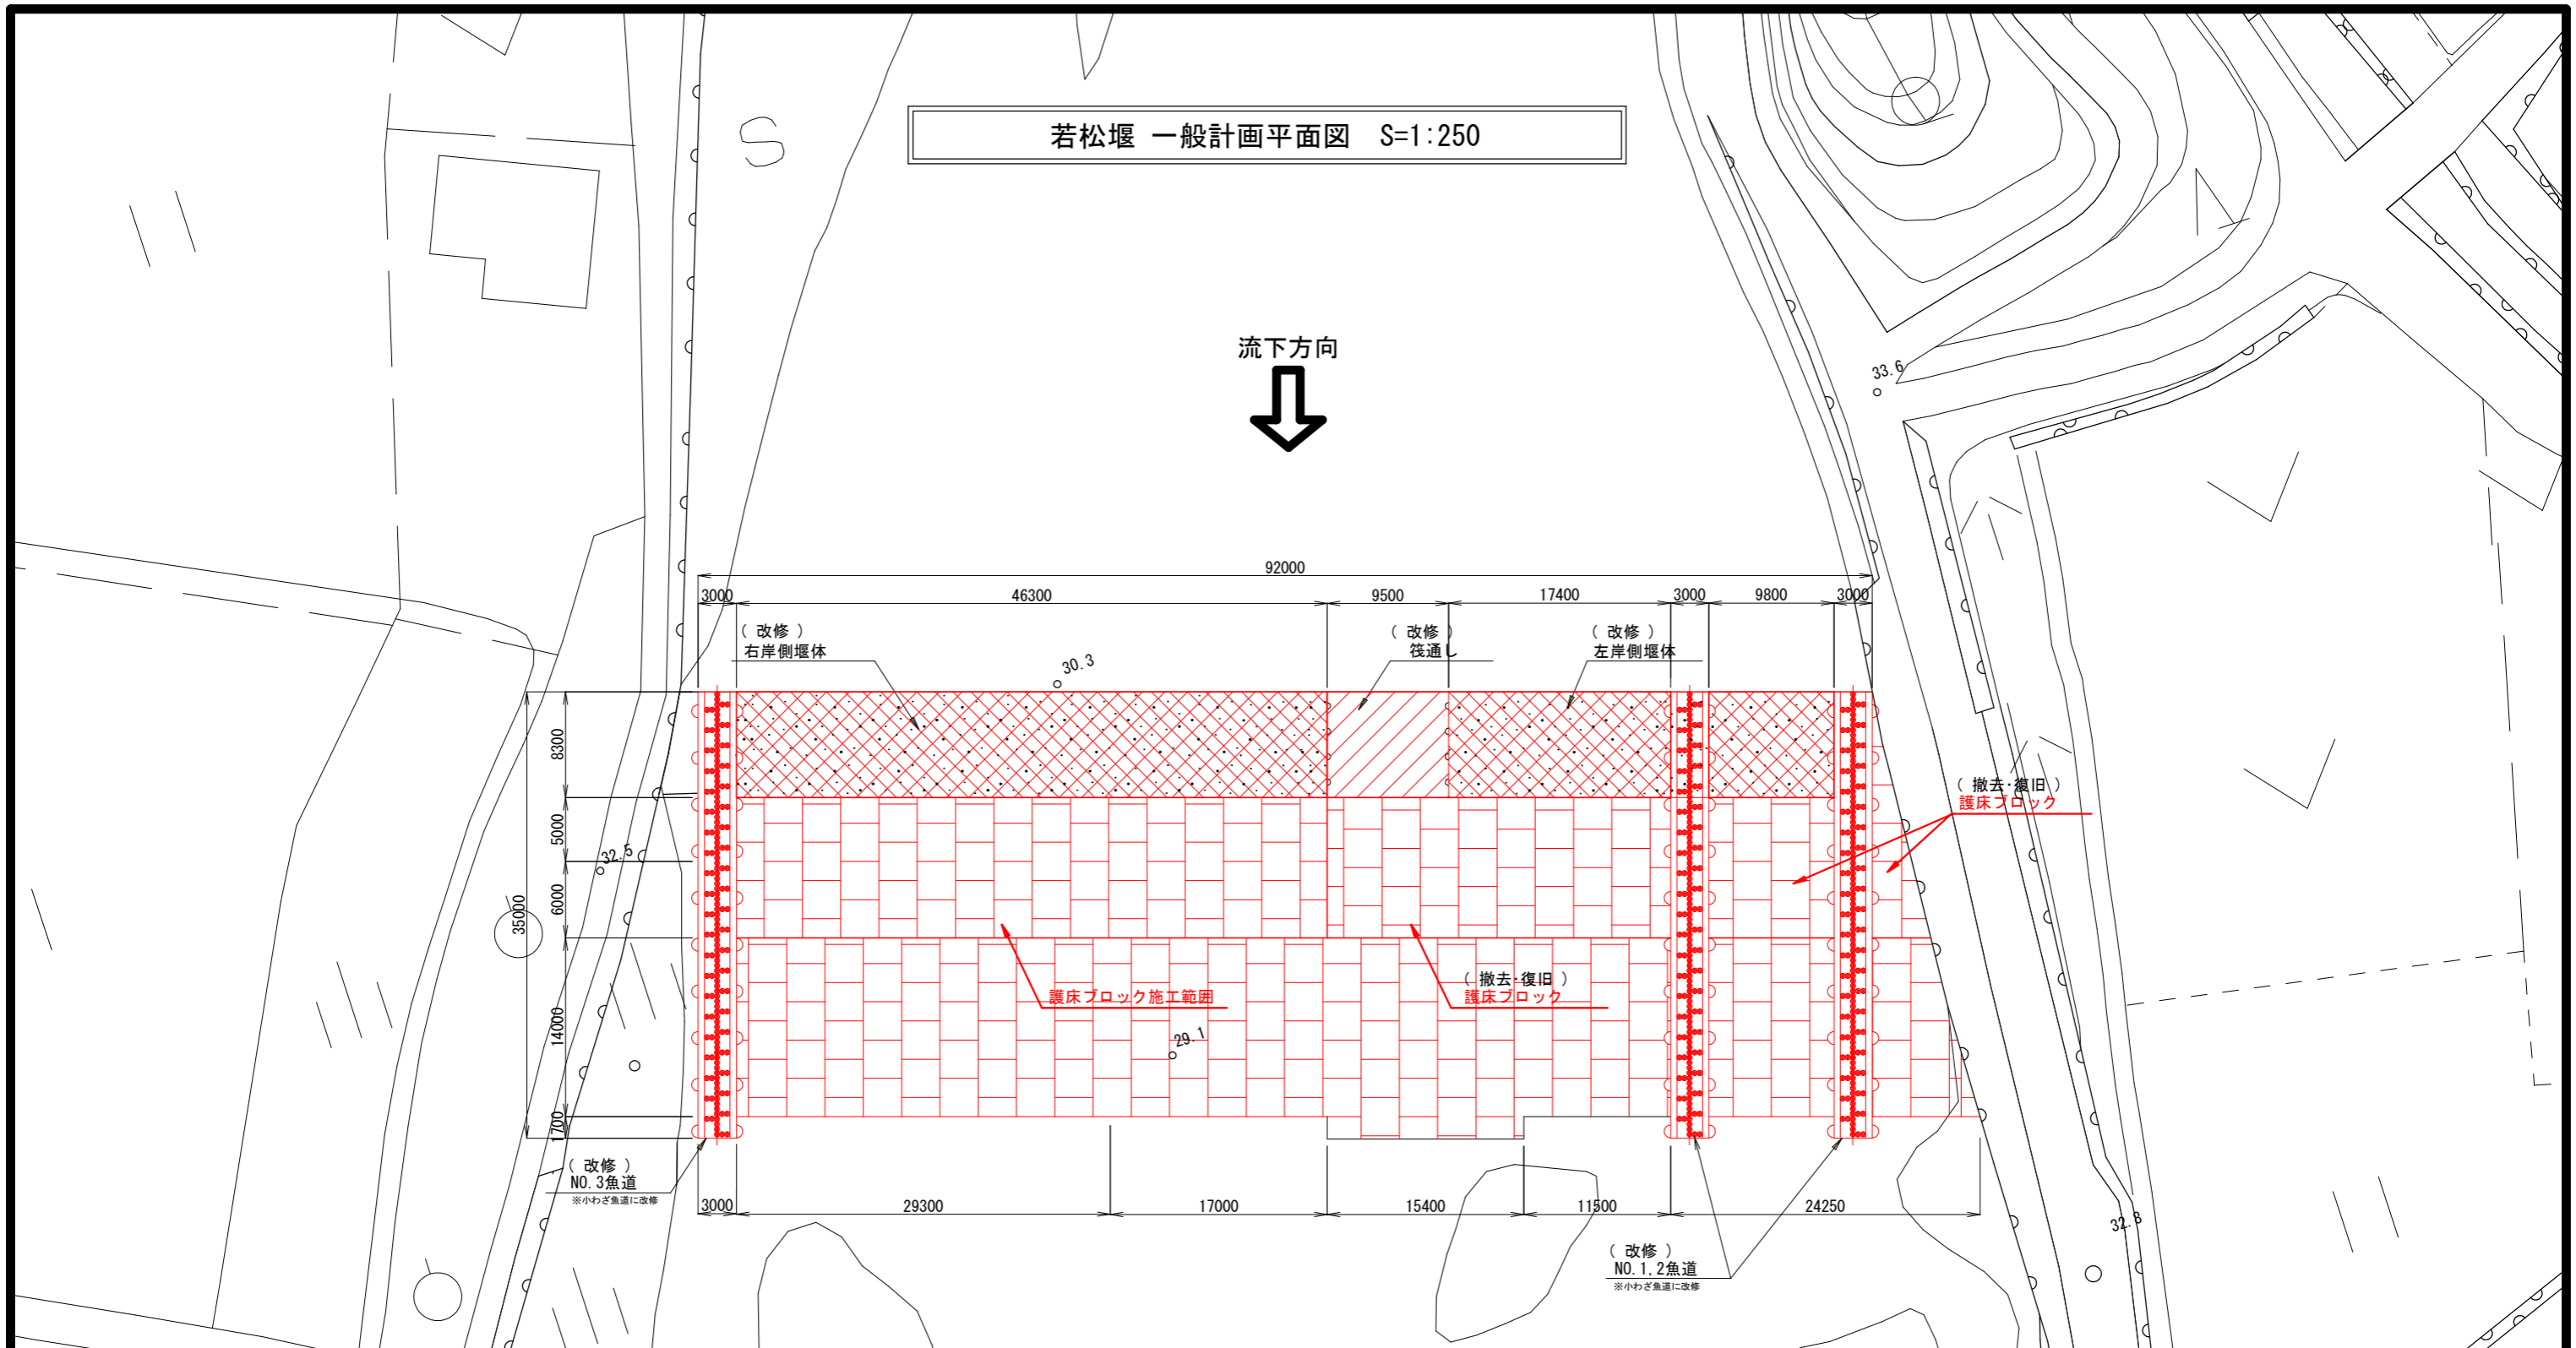 若松堰 一般計画平面図 S=1:250
流下方向
33.6
92000
3000
46300
9500
17400
3000
9800
3000
( 改修 )
右岸側堰体
( 改修 )
筏通し
( 改修 )
左岸側堰体
30.3
8300
5000
6000
14000
1700
35000
32.5
( 撤去・復旧 )
護床ブロック
護床ブロック施工範囲
( 撤去・復旧 )
護床ブロック
29.1
( 改修 )
NO.3魚道
※小わざ魚道に改修
3000
29300
17000
15400
11500
24250
( 改修 )
NO.1,2魚道
※小わざ魚道に改修
32.8